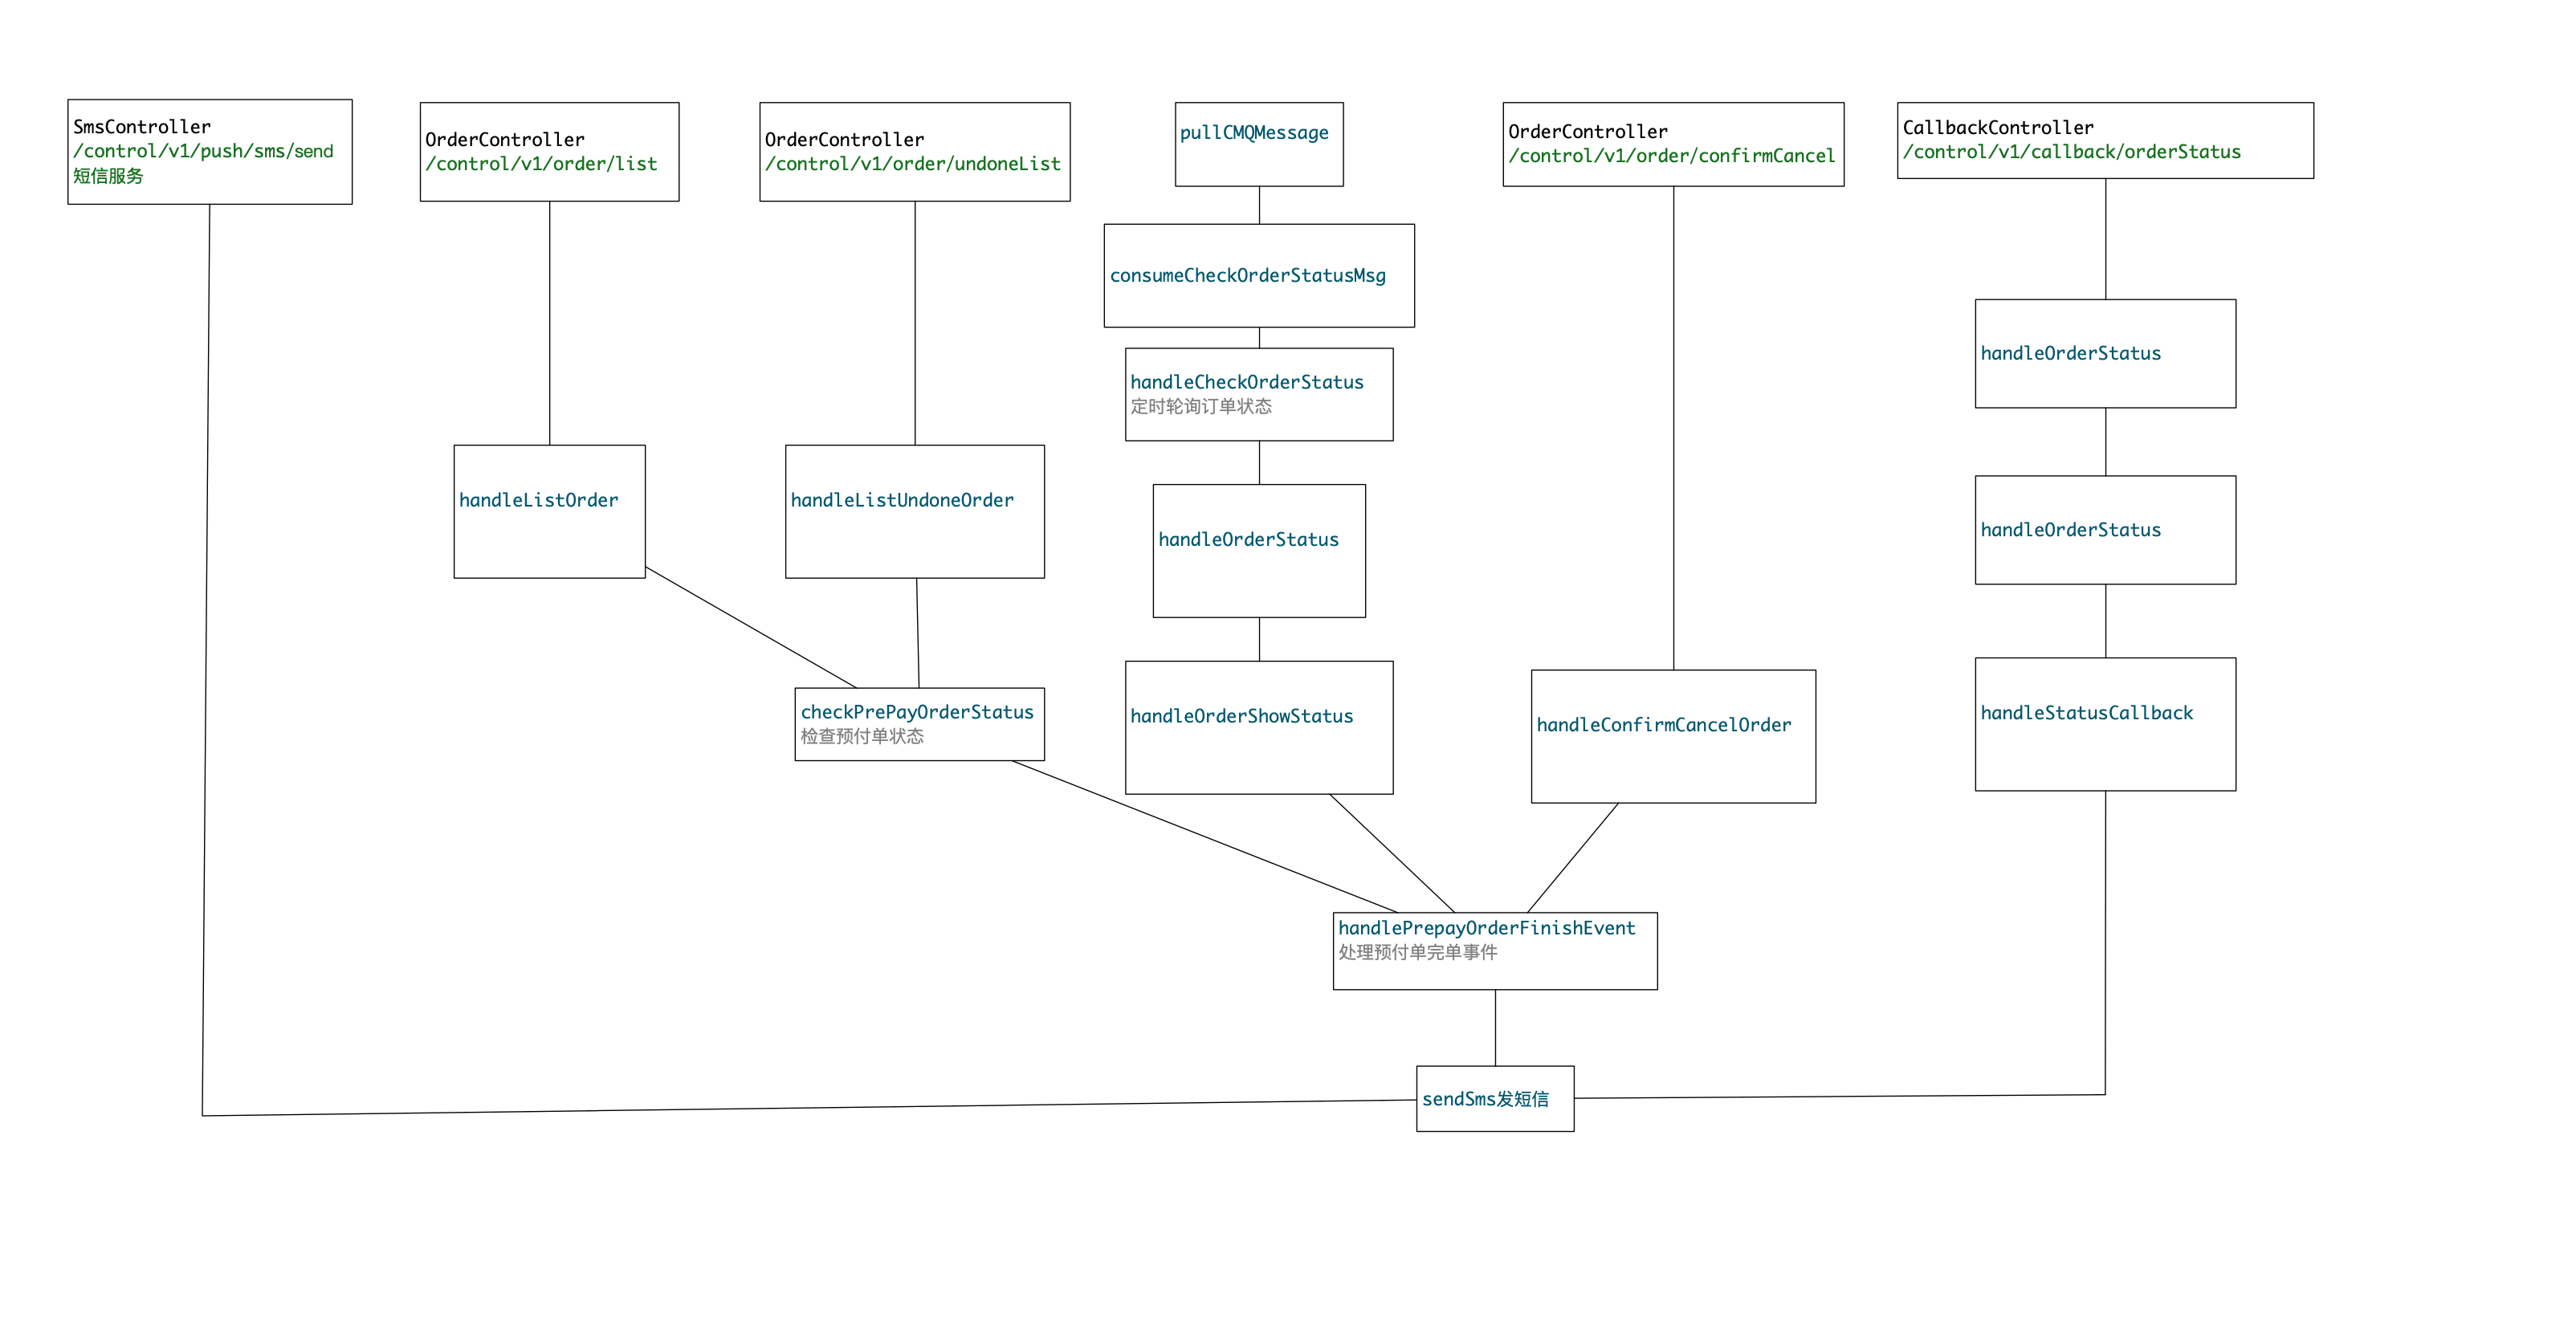 SmsController
/control/v1/push/sms/send
短信服务
OrderController
/control/v1/order/list
OrderController
/control/v1/order/undoneList
pullCMQMessage
OrderController
/control/v1/order/confirmCancel
CallbackController
/control/v1/callback/orderStatus
consumeCheckOrderStatusMsg
handleCheckOrderStatus
定时轮询订单状态
handleOrderStatus
handleListOrder
handleListUndoneOrder
handleOrderStatus
handleOrderStatus
checkPrePayOrderStatus
检查预付单状态
handleOrderShowStatus
handleConfirmCancelOrder
handleStatusCallback
handlePrepayOrderFinishEvent
处理预付单完单事件
sendSms发短信